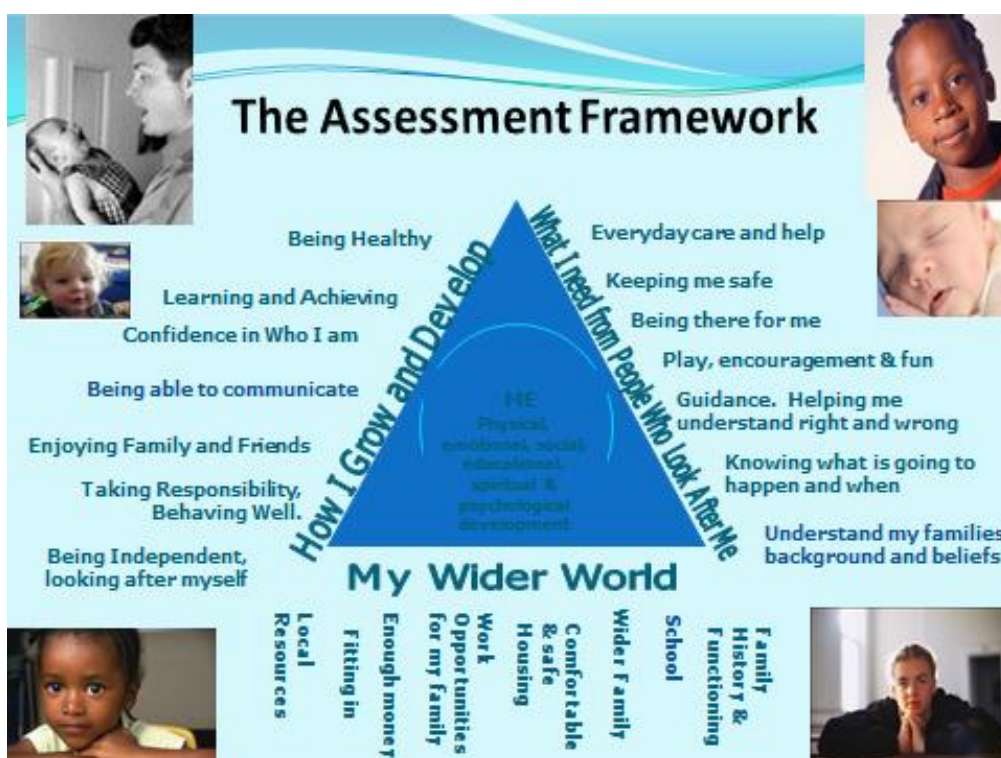 The Assessment Framework
How I Grow and Develop
Being Healthy
Learning and Achieving
Confidence in Who I am
Being able to communicate
Enjoying Family and Friends
Taking Responsibility,
Behaving Well.
Being Independent,
looking after myself
What I need from People Who Look After Me
Everyday care and help
Keeping me safe
Being there for me
Play, encouragement & fun
Guidance. Helping me
understand right and wrong
Knowing what is going to
happen and when
Understand my families
background and beliefs
HE
Physical,
emotional, social,
educational,
spiritual &
psychological
development
My Wider World
Local
Resources
Fitting in
Enough money
for my family
Work
Opportunities
Comfortable
& safe
Housing
Wider Family
School
Family
History &
Functioning